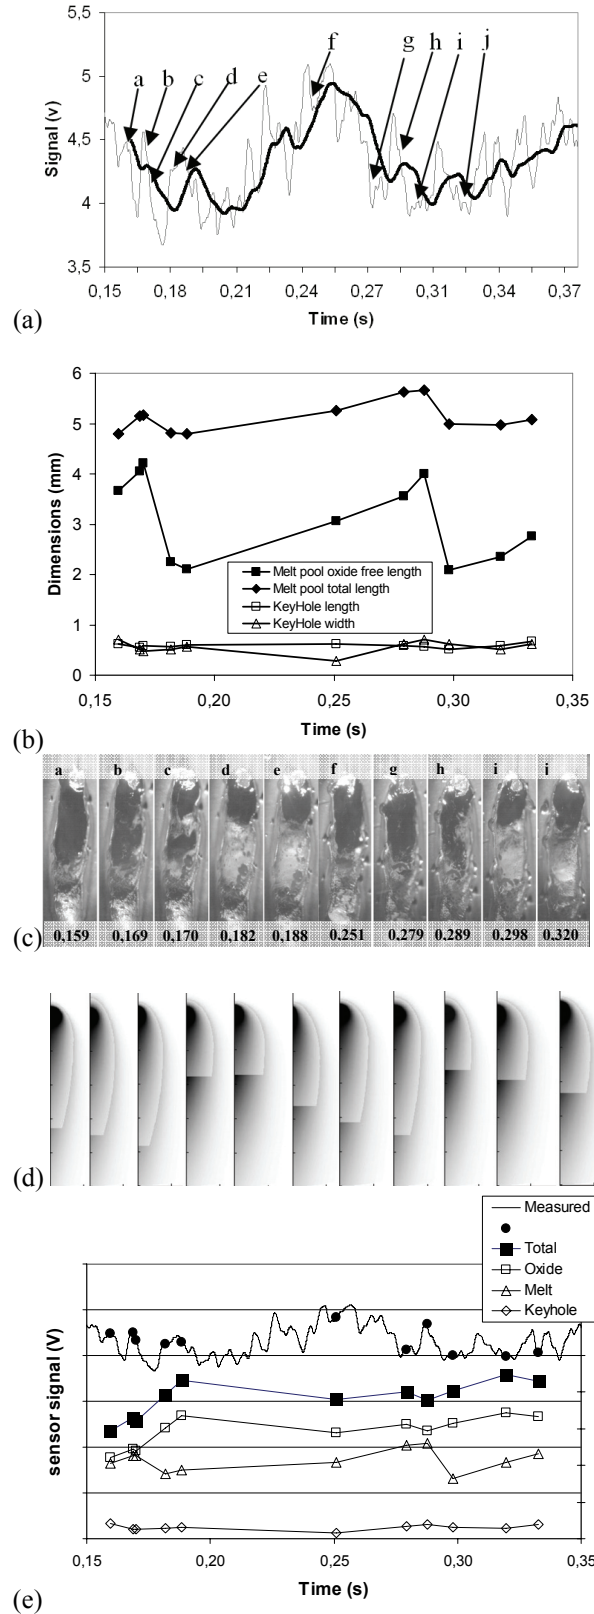 5,5
5
4,5
4
3,5
Signal (v)
a b c d e f g h i j
0,15 0,18 0,21 0,24 0,27 0,31 0,34 0,37
Time (s)
(a)
6
5
4
3
2
1
0
Dimensions (mm)
Melt pool oxide free length
Melt pool total length
KeyHole length
KeyHole width
0,15 0,20 0,25 0,30 0,35
Time (s)
(b)
a b c d e f g h i j
0,159 0,169 0,170 0,182 0,188 0,251 0,279 0,289 0,298 0,320
(c)
(d)
Measured
Total
Oxide
Melt
Keyhole
sensor signal (V)
0,15 0,20 0,25 0,30 0,35
Time (s)
(e)